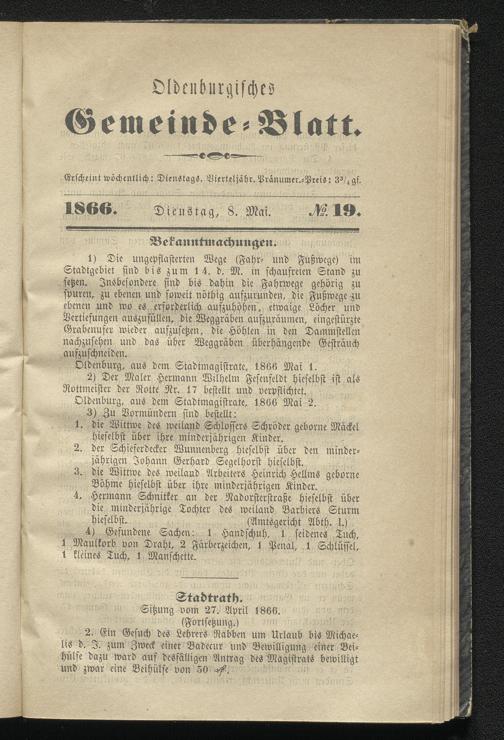 Oldenburgisches
Gemeinde-Blatt.
Erscheint wöchentlich: Dienstags. Vierteljähr. Pränumer.-Preis: 3¾ gf.
1866. Dienstag, 8. Mai. № 19.
Bekanntmachungen.
1) Die ungepflasterten Wege (Fahr- und Fußwege) im
Stadtgebiet sind bis zum 14. d. M. in schaufreien Stand zu
setzen. Insbesondere sind bis dahin die Fahrwege gehörig zu
spuren, zu ebenen und soweit nöthig aufzurunden, die Fußwege zu
ebenen und wo es erforderlich aufzuhöhen, etwaige Löcher und
Vertiefungen auszufüllen, die Weggräben aufzuräumen, eingestürzte
Grabenufer wieder aufzusetzen, die Höhlen in den Dammstellen
nachzusehen und das über Weggräben überhängende Gesträuch
aufzuschneiden.
Oldenburg, aus dem Stadtmagistrate, 1866 Mai 1.
2) Der Maler Hermann Wilhelm Fesenfeldt hieselbst ist als
Rottmeister der Rotte Nr. 17 bestellt und verpflichtet.
Oldenburg, aus dem Stadtmagistrate, 1866 Mai 2.
3) Zu Vormündern sind bestellt:
1. die Wittwe des weiland Schlossers Schröder geborne Mäckel
hieselbst über ihre minderjährigen Kinder.
2. der Schieferdecker Wunnenberg hieselbst über den minder-
jährigen Johann Gerhard Segelhorst hieselbst.
3. die Wittwe des weiland Arbeiters Heinrich Hellms geborne
Böhme hieselbst über ihre minderjährigen Kinder.
4. Hermann Schnitker an der Nadorsterstraße hieselbst über
die minderjährige Tochter des weiland Barbiers Sturm
hieselbst. (Amtsgericht Abth. I.)
4) Gefundene Sachen: 1 Handschuh, 1 seidenes Tuch,
1 Maulkorb von Draht, 2 Färberzeichen, 1 Penal, 1 Schlüssel,
1 kleines Tuch, 1 Manschette.
Stadtrath.
Sitzung vom 27. April 1866.
(Fortsetzung.)
2. Ein Gesuch des Lehrers Rabben um Urlaub bis Michae-
lis d. J. zum Zweck einer Badecur und Bewilligung einer Bei-
hülfe dazu ward auf desfälligen Antrag des Magistrats bewilligt
und zwar eine Beihülfe von 50 ₰.